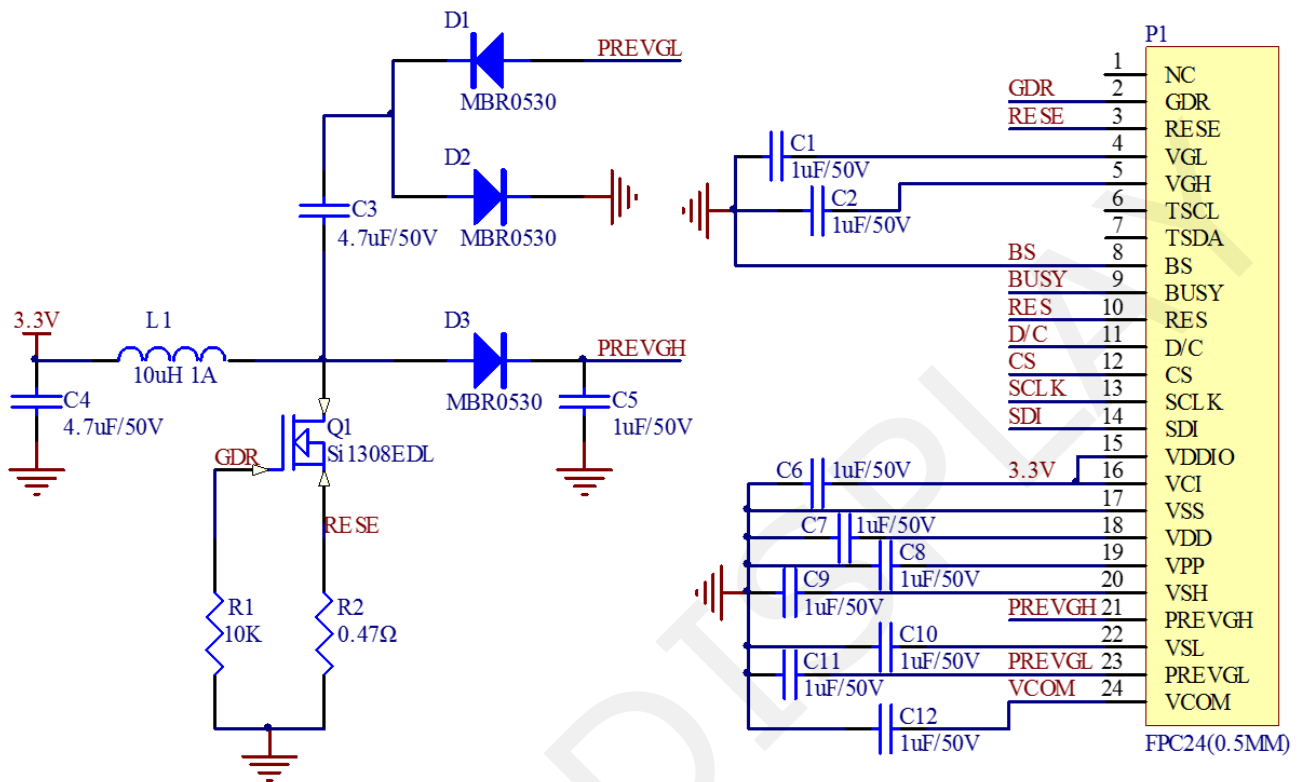 D1
PREVGL
MBR0530
D2
MBR0530
C3
4.7uF/50V
3.3V
L1
10uH 1A
D3
PREVGH
MBR0530
C4
4.7uF/50V
C5
1uF/50V
Q1
Si1308EDL
GDR
RESE
R1
10K
R2
0.47Ω
P1
1 NC
GDR 2 GDR
RESE 3 RESE
C1
1uF/50V
4 VGL
C2
1uF/50V
5 VGH
6 TSCL
7 TSDA
BS 8 BS
BUSY 9 BUSY
RES 10 RES
D/C 11 D/C
CS 12 CS
SCLK 13 SCLK
SDI 14 SDI
15 VDDIO
C6 1uF/50V 3.3V 16 VCI
17 VSS
C7 1uF/50V 18 VDD
C8
1uF/50V
19 VPP
C9
1uF/50V
20 VSH
PREVGH 21 PREVGH
C10
1uF/50V
22 VSL
C11
1uF/50V
PREVGL 23 PREVGL
VCOM 24 VCOM
C12
1uF/50V
FPC24(0.5MM)
DISPLAY